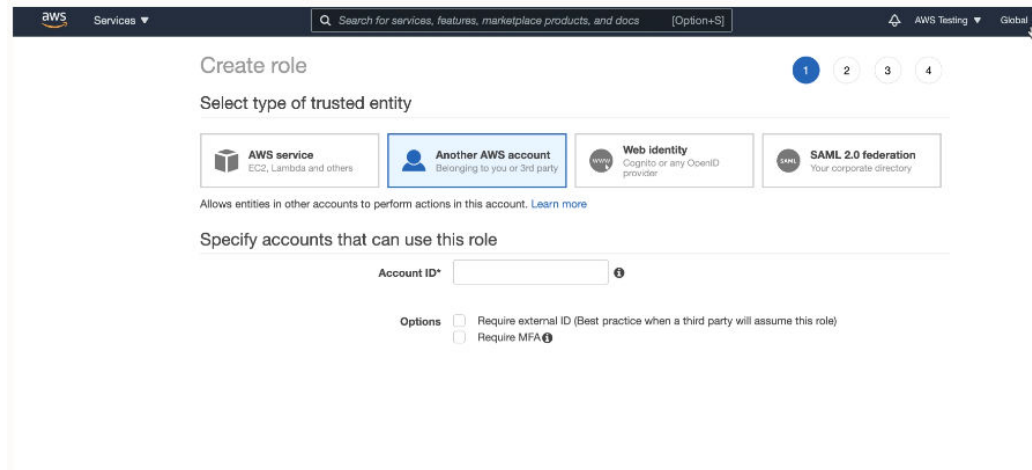 aws Services ▼ Search for services, features, marketplace products, and docs [Option+S] AWS Testing ▼ Global
Create role 1 2 3 4
Select type of trusted entity
AWS service
EC2, Lambda and others
Another AWS account
Belonging to you or 3rd party
www
Web identity
Cognito or any OpenID
provider
SAML
SAML 2.0 federation
Your corporate directory
Allows entities in other accounts to perform actions in this account. Learn more
Specify accounts that can use this role
Account ID*
Options Require external ID (Best practice when a third party will assume this role)
Require MFA